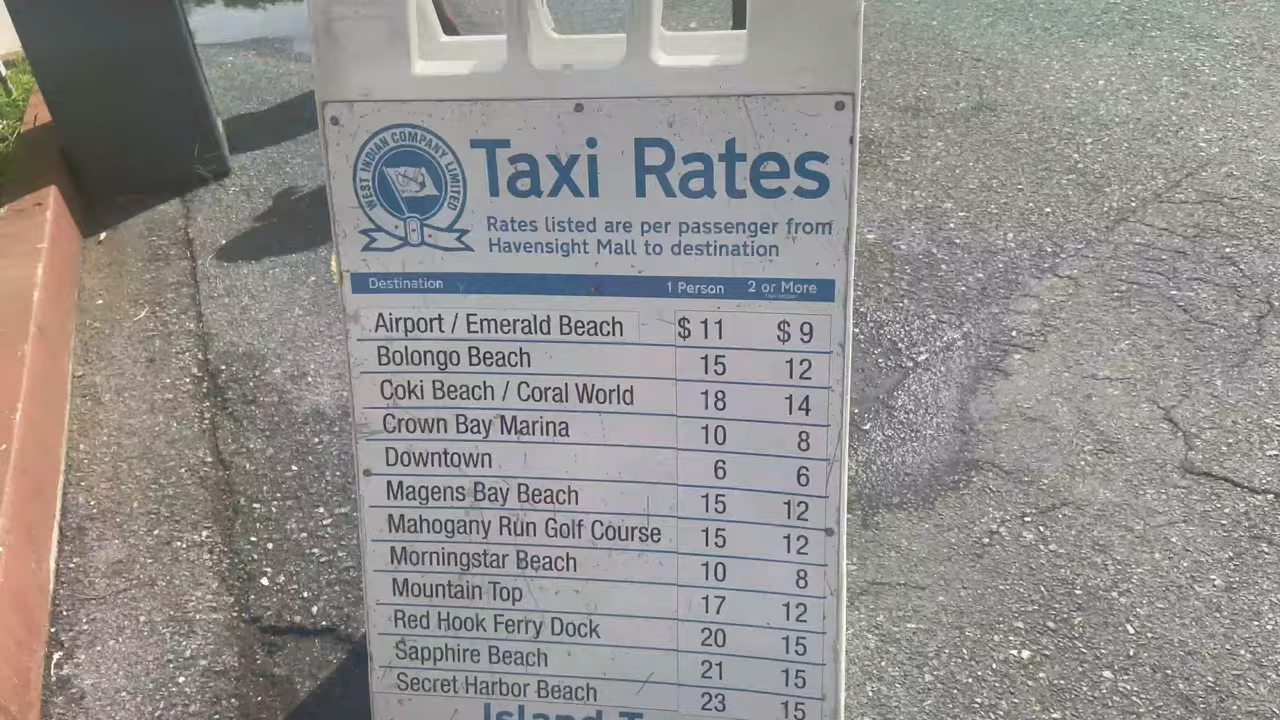 WEST INDIAN COMPANY LIMITED
Taxi Rates
Rates listed are per passenger from
Havensight Mall to destination
Destination 1 Person 2 or More
Airport / Emerald Beach $ 11 $ 9
Bolongo Beach 15 12
Coki Beach / Coral World 18 14
Crown Bay Marina 10 8
Downtown 6 6
Magens Bay Beach 15 12
Mahogany Run Golf Course 15 12
Morningstar Beach 10 8
Mountain Top 17 12
Red Hook Ferry Dock 20 15
Sapphire Beach 21 15
Secret Harbor Beach 23 15
Island